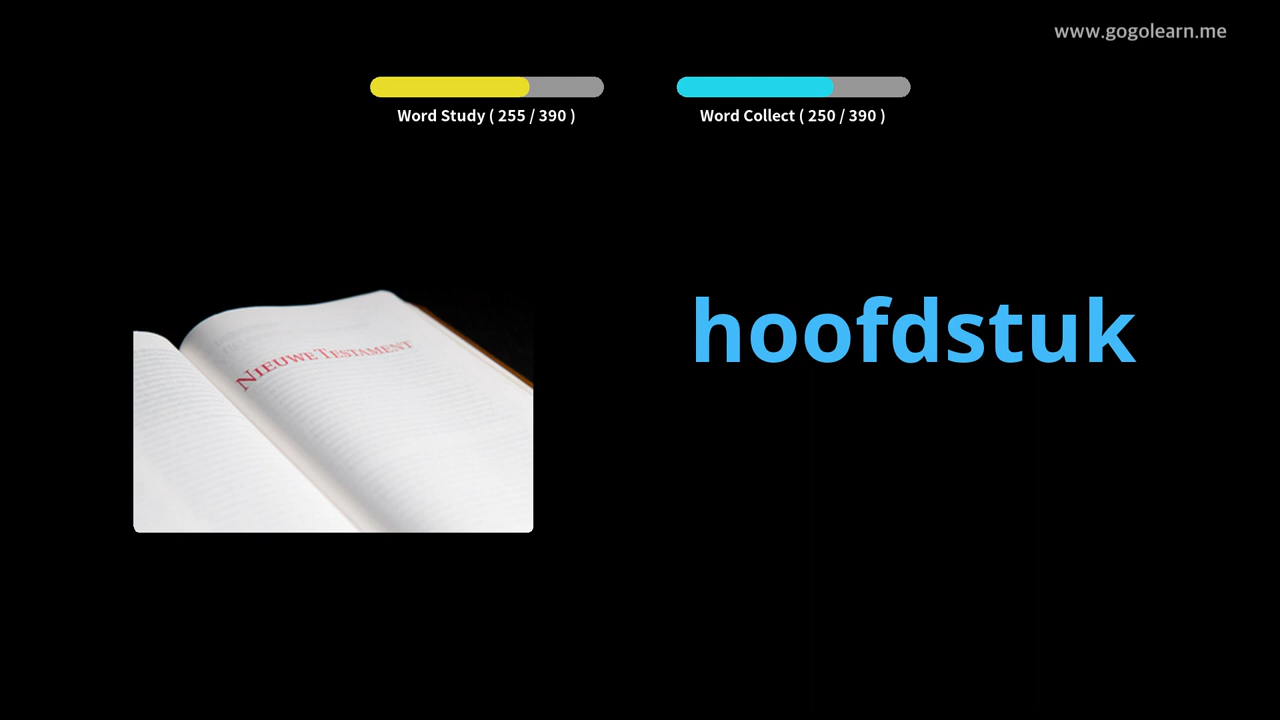 www.gogolearn.me
Word Study ( 255 / 390 )
Word Collect ( 250 / 390 )
NIEUWE TESTAMENT
hoofdstuk